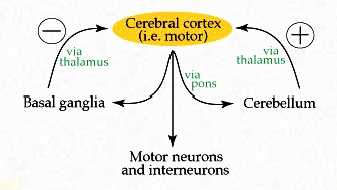 Cerebral cortex
(i.e. motor)
−
+
via
thalamus
via
thalamus
via
pons
Basal ganglia
Cerebellum
Motor neurons
and interneurons